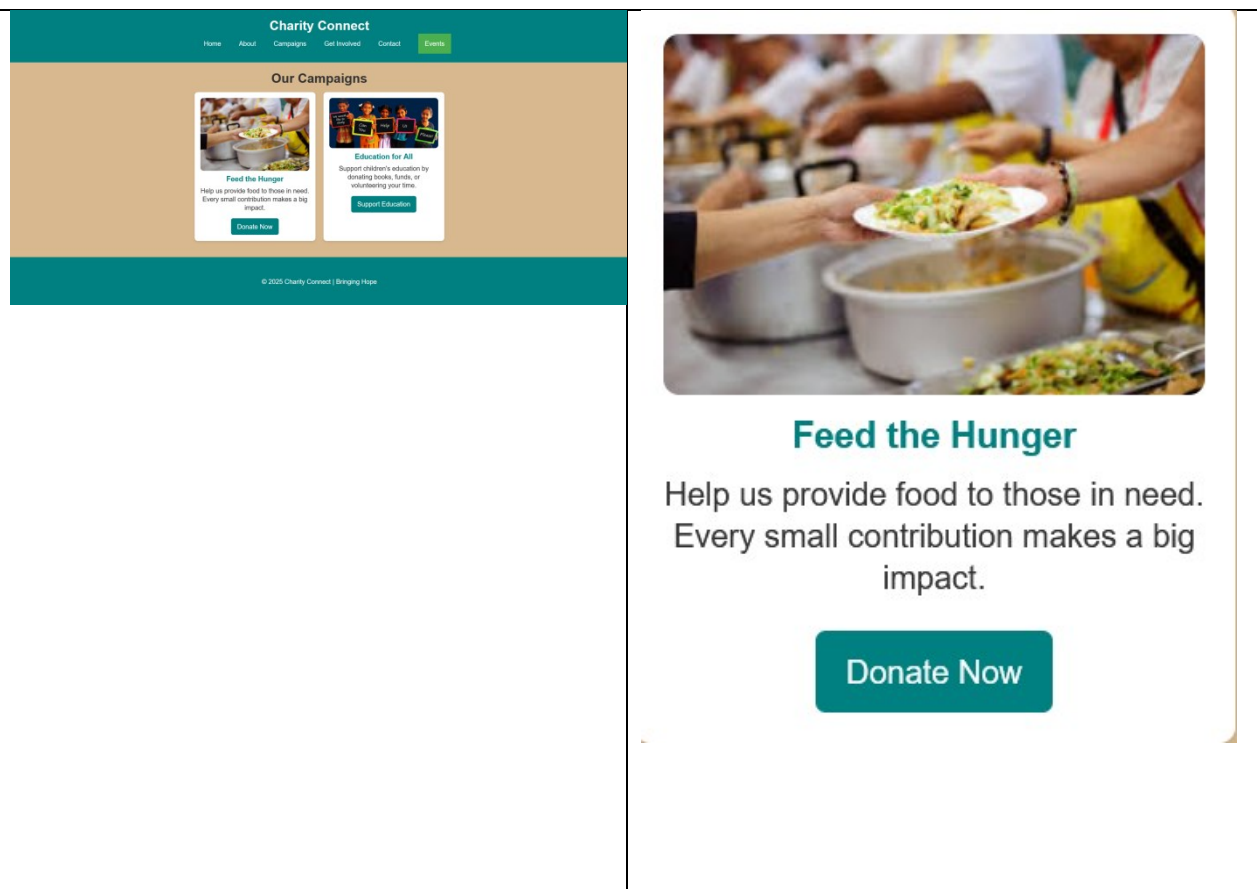 Charity Connect
Home About Campaigns Get Involved Contact Events
Our Campaigns
Feed the Hunger
Help us provide food to those in need.
Every small contribution makes a big
impact.
Donate Now
Help
Education for All
Support children's education by
donating books, funds, or
volunteering your time.
Support Education
© 2025 Charity Connect | Bringing Hope
Feed the Hunger
Help us provide food to those in need.
Every small contribution makes a big
impact.
Donate Now